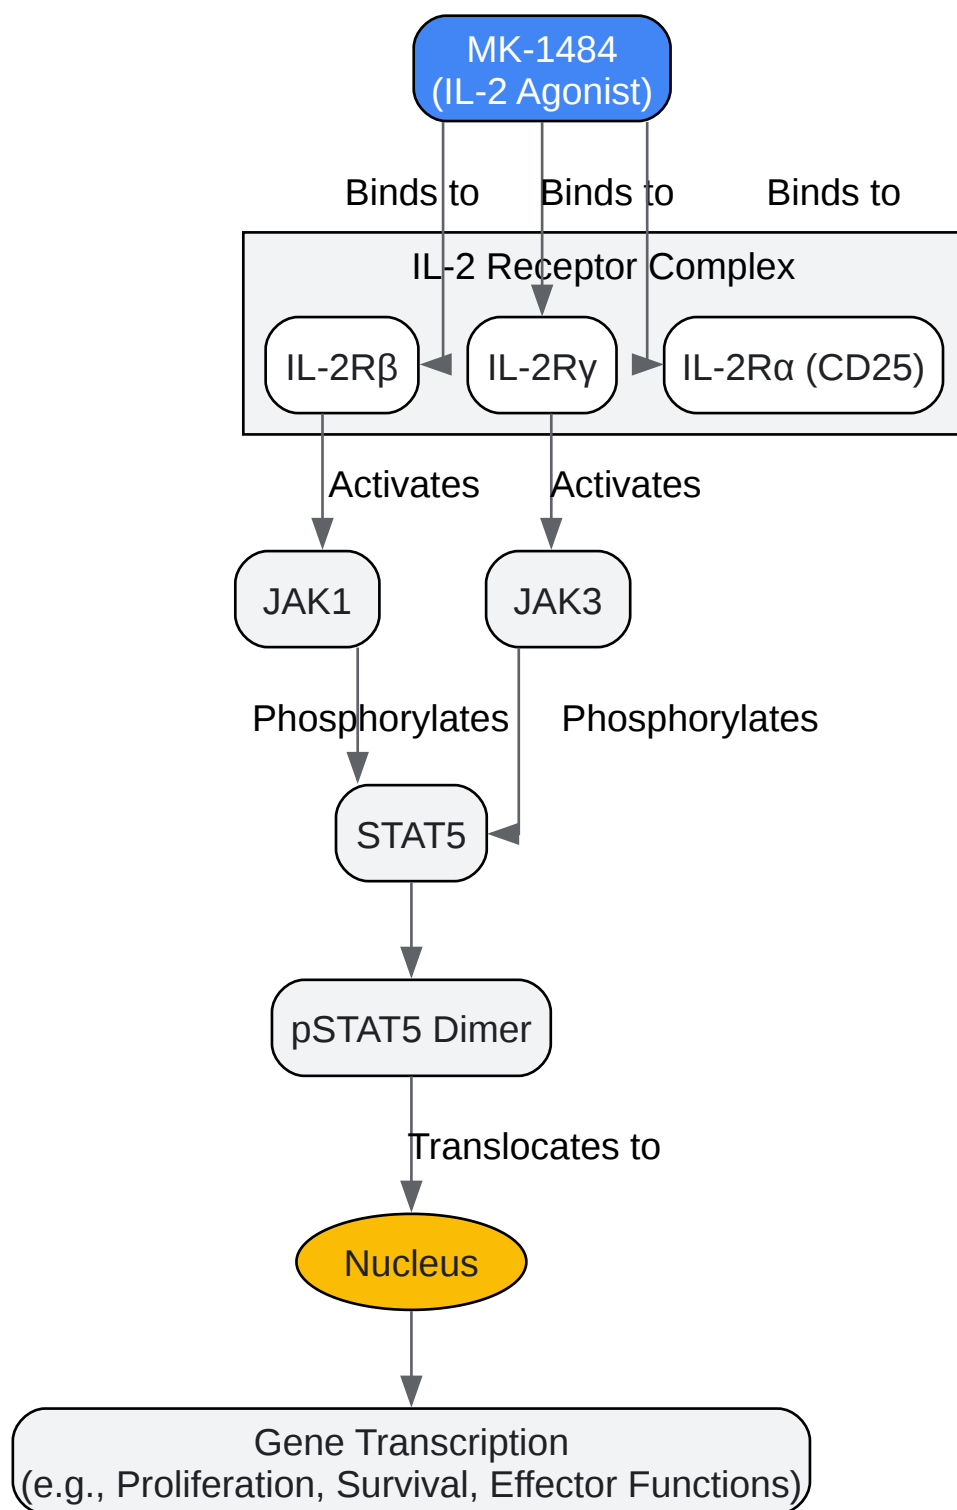 MK-1484
(IL-2 Agonist)
Binds to
Binds to
Binds to
IL-2 Receptor Complex
IL-2Rβ
IL-2Rγ
IL-2Rα (CD25)
Activates
Activates
JAK1
JAK3
Phosphorylates
Phosphorylates
STAT5
pSTAT5 Dimer
Translocates to
Nucleus
Gene Transcription
(e.g., Proliferation, Survival, Effector Functions)